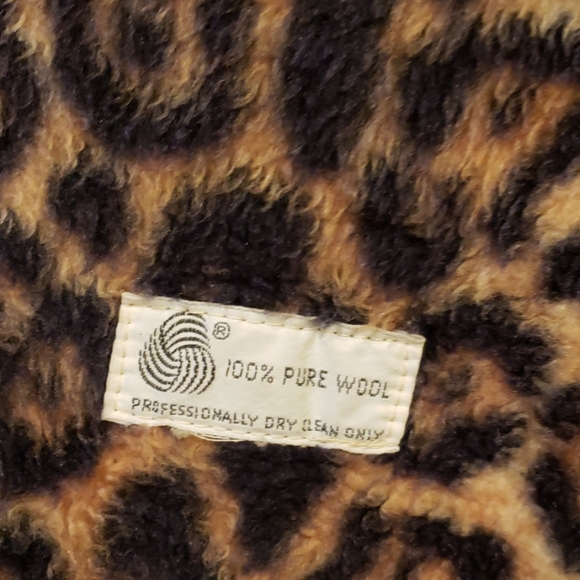 ®
100% PURE WOOL
PROFESSIONALLY DRY CLEAN ONLY